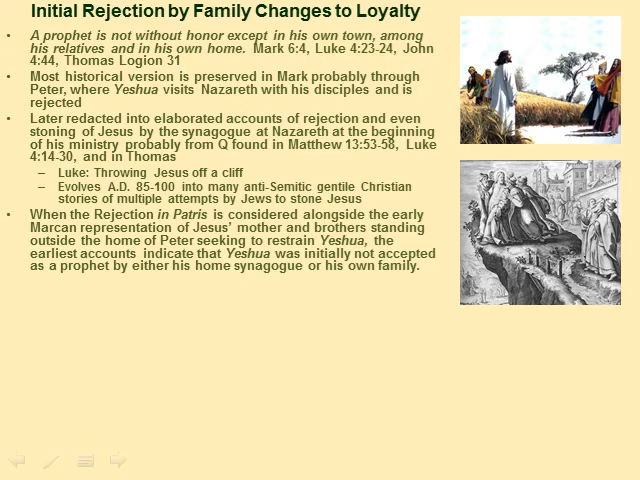 Initial Rejection by Family Changes to Loyalty
• A prophet is not without honor except in his own town, among
his relatives and in his own home. Mark 6:4, Luke 4:23-24, John
4:44, Thomas Logion 31
• Most historical version is preserved in Mark probably through
Peter, where Yeshua visits Nazareth with his disciples and is
rejected
• Later redacted into elaborated accounts of rejection and even
stoning of Jesus by the synagogue at Nazareth at the beginning
of his ministry probably from Q found in Matthew 13:53-58, Luke
4:14-30, and in Thomas
– Luke: Throwing Jesus off a cliff
– Evolves A.D. 85-100 into many anti-Semitic gentile Christian
stories of multiple attempts by Jews to stone Jesus
• When the Rejection in Patris is considered alongside the early
Marcan representation of Jesus' mother and brothers standing
outside the home of Peter seeking to restrain Yeshua, the
earliest accounts indicate that Yeshua was initially not accepted
as a prophet by either his home synagogue or his own family.